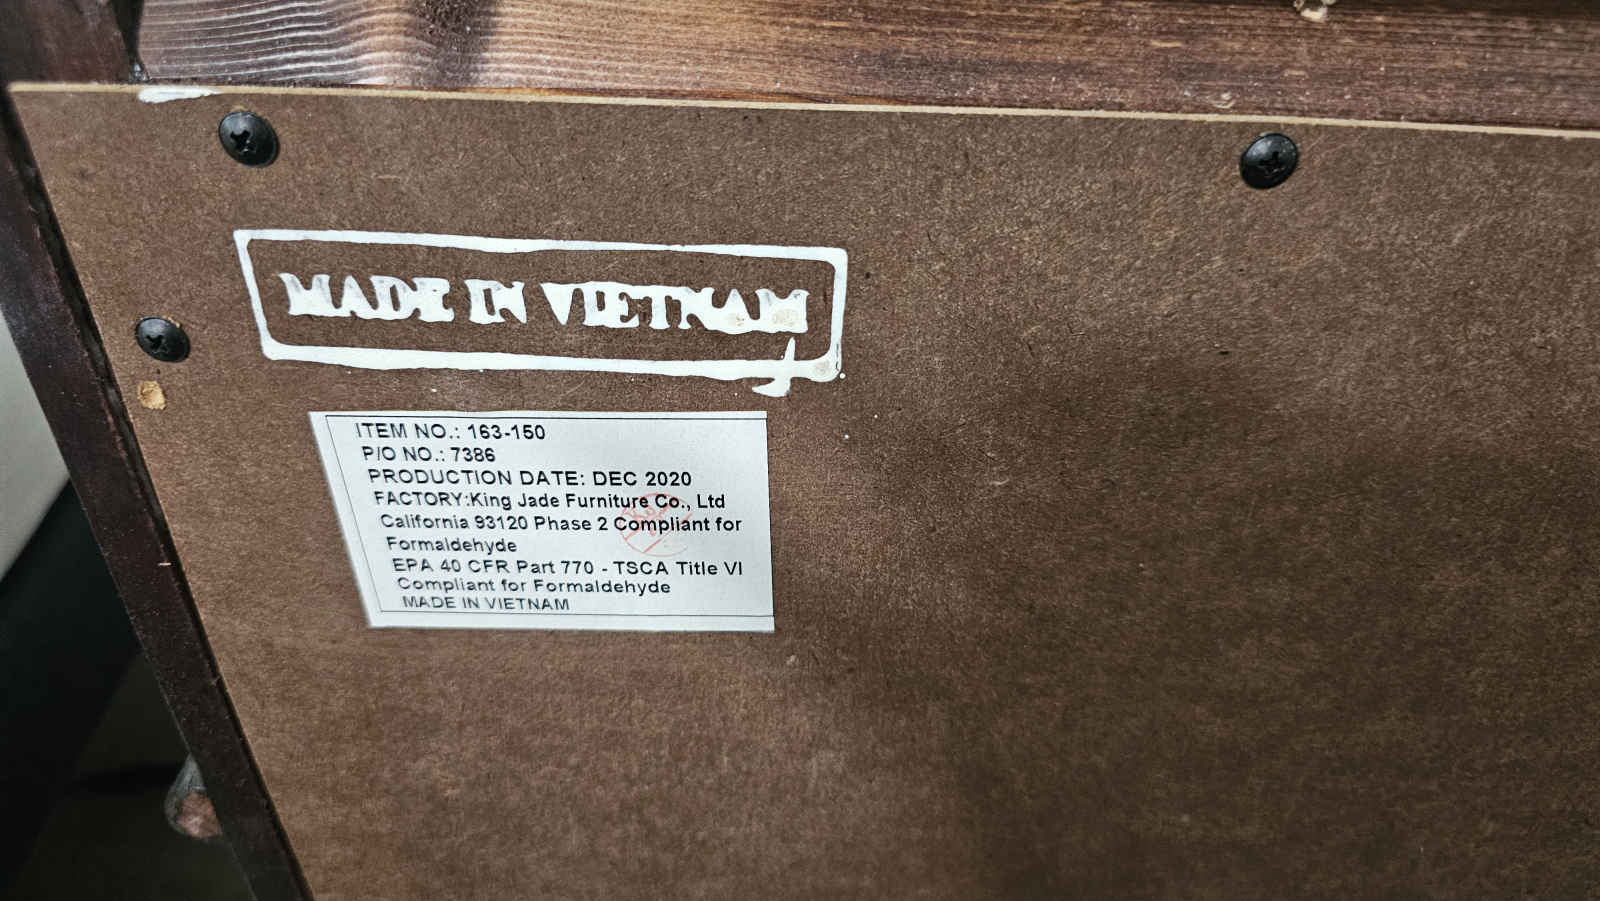 MADE IN VIETNAM
ITEM NO.: 163-150
P/O NO.: 7386
PRODUCTION DATE: DEC 2020
FACTORY:King Jade Furniture Co., Ltd
California 93120 Phase 2 Compliant for
Formaldehyde
EPA 40 CFR Part 770 - TSCA Title VI
Compliant for Formaldehyde
MADE IN VIETNAM